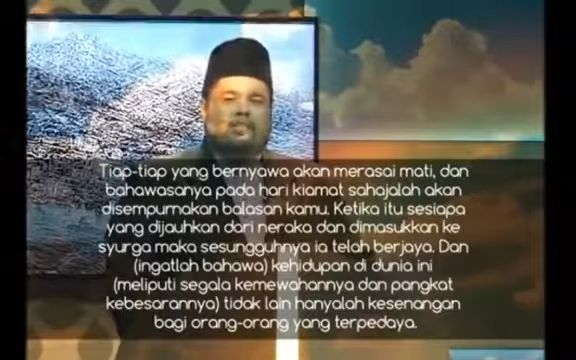 Tiap-tiap yang bernyawa akan merasai mati, dan
bahawasanya pada hari kiamat sahajalah akan
disempurnakan balasan kamu. Ketika itu sesiapa
yang dijauhkan dari neraka dan dimasukkan ke
syurga maka sesungguhnya ia telah berjaya. Dan
(ingatlah bahawa) kehidupan di dunia ini
(meliputi segala kemewahannya dan pangkat
kebesarannya) tidak lain hanyalah kesenangan
bagi orang-orang yang terpedaya.